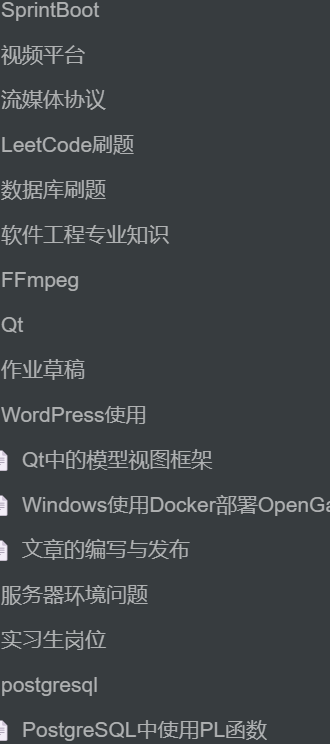 SprintBoot
视频平台
流媒体协议
LeetCode刷题
数据库刷题
软件工程专业知识
FFmpeg
Qt
作业草稿
WordPress使用
Qt中的模型视图框架
Windows使用Docker部署OpenGa
文章的编写与发布
服务器环境问题
实习生岗位
postgresql
PostgreSQL中使用PL函数